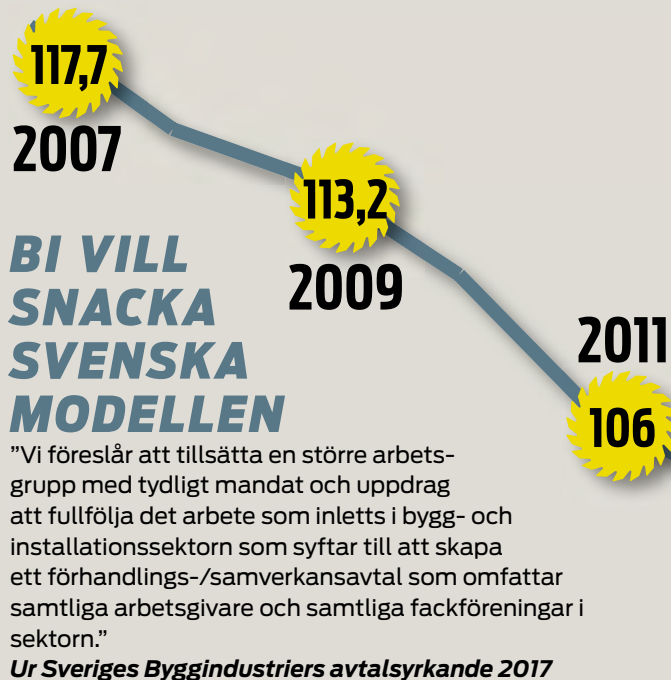 117,7
2007
113,2
2009
2011
106
BI VILL
SNACKA
SVENSKA
MODELLEN
”Vi föreslår att tillsätta en större arbets-
grupp med tydligt mandat och uppdrag
att fullfölja det arbete som inletts i bygg- och
installationssektorn som syftar till att skapa
ett förhandlings-/samverkansavtal som omfattar
samtliga arbetsgivare och samtliga fackföreningar i
sektorn.”
Ur Sveriges Byggindustriers avtalsyrkande 2017